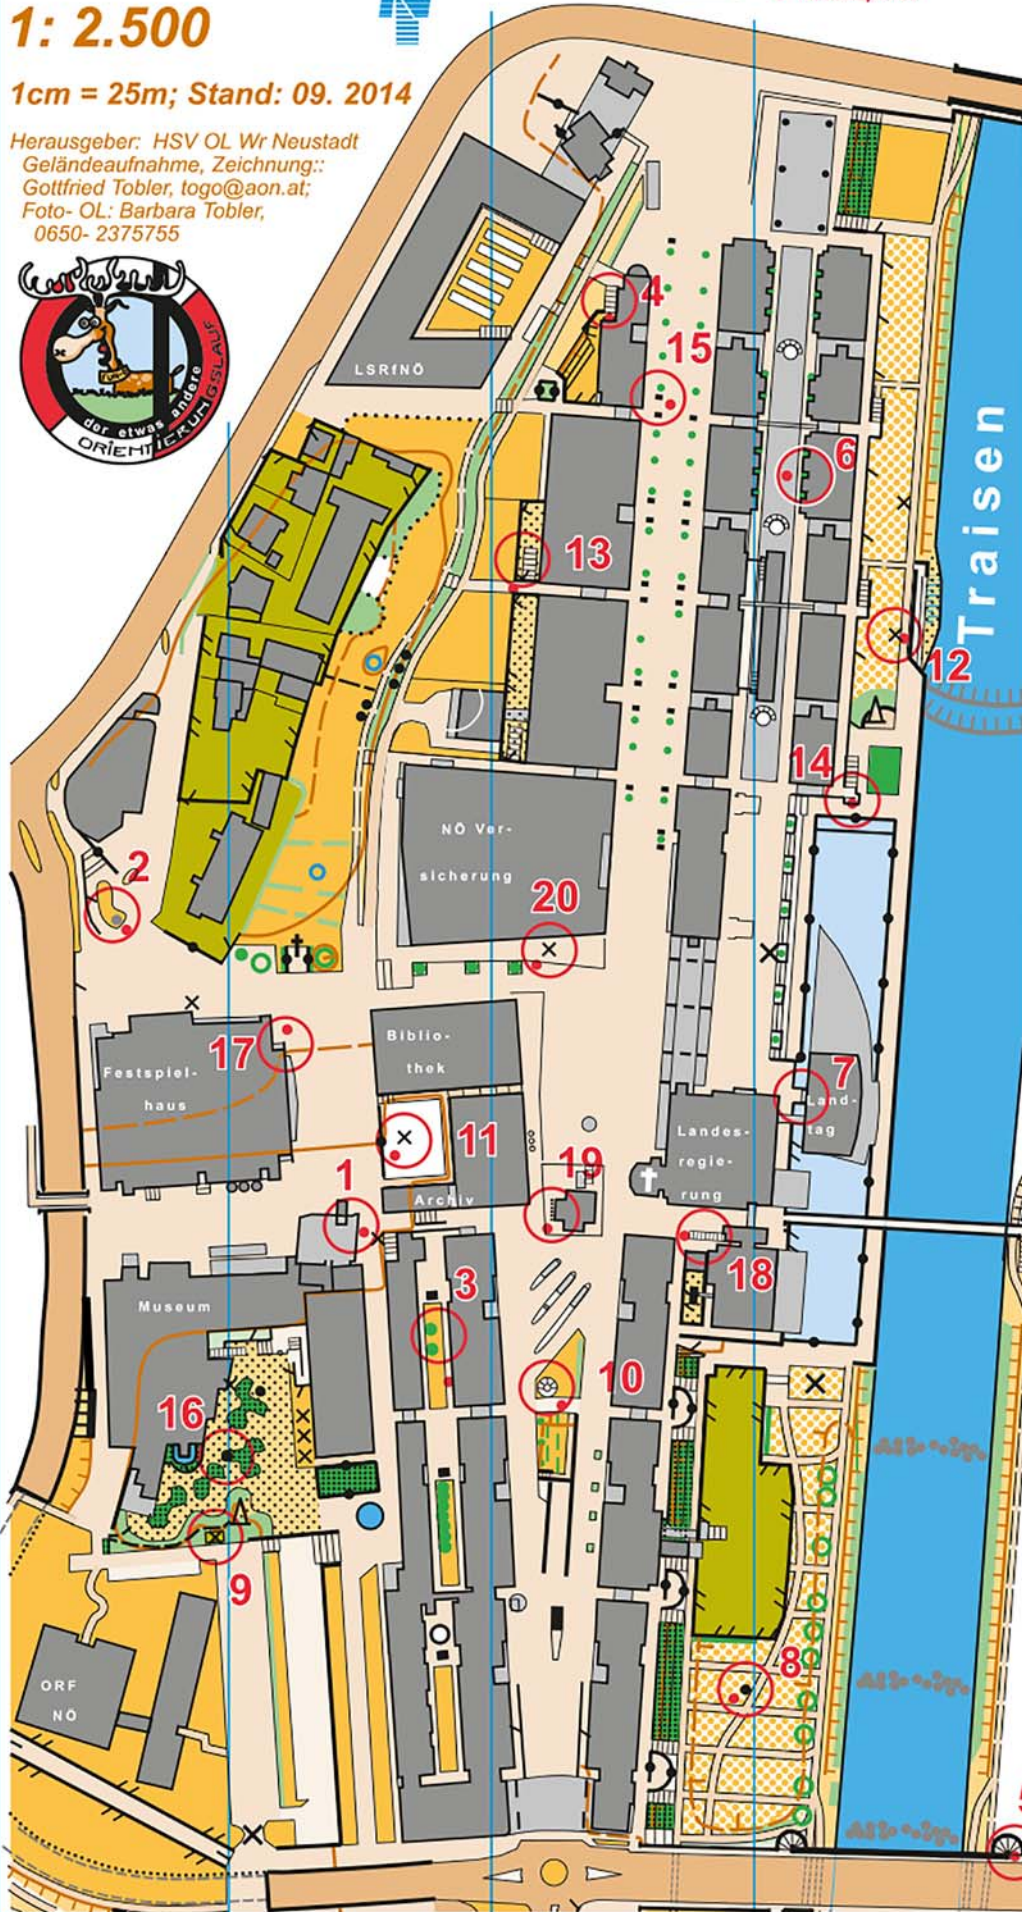 1: 2.500
1cm = 25m; Stand: 09. 2014
Herausgeber: HSV OL Wr Neustadt
Geländeaufnahme, Zeichnung::
Gottfried Tobler, togo@aon.at;
Foto- OL: Barbara Tobler,
0650- 2375755
der etwas andere
ORIENTIERUNGSLAUF
LSRfNÖ
4
15
6
13
Traisen
12
14
2
NÖ Ver-
sicherung
20
17
Festspiel-
haus
Biblio-
thek
7
Land-
tag
11
Landes-
regie-
rung
19
1
Archiv
18
3
Museum
10
16
9
8
ORF
NÖ